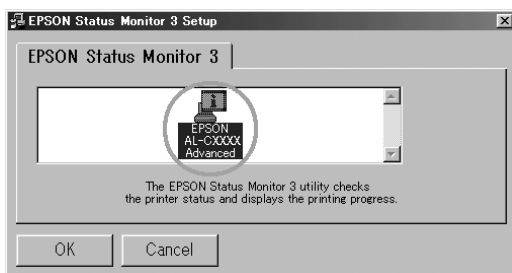 EPSON Status Monitor 3 Setup
EPSON Status Monitor 3
EPSON
AL-CXXXX
Advanced
The EPSON Status Monitor 3 utility checks
the printer status and displays the printing progress.
OK
Cancel